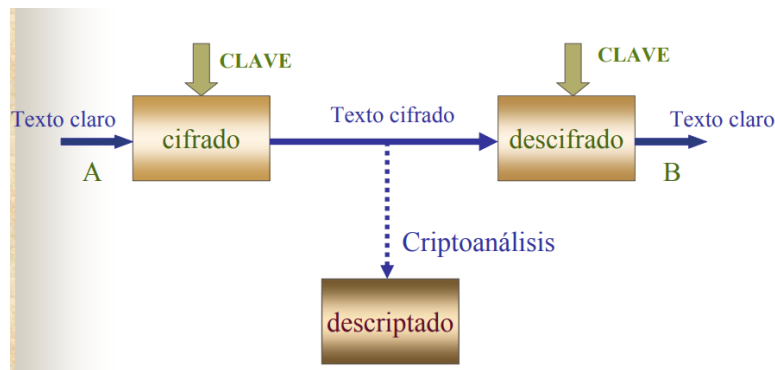 CLAVE
CLAVE
Texto claro
Texto cifrado
Texto claro
cifrado
descifrado
A
B
Criptoanálisis
descriptado